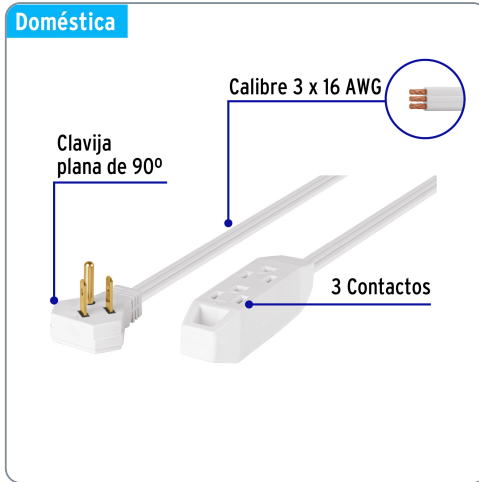 Doméstica
Calibre 3 x 16 AWG
Clavija
plana de 90º
3 Contactos